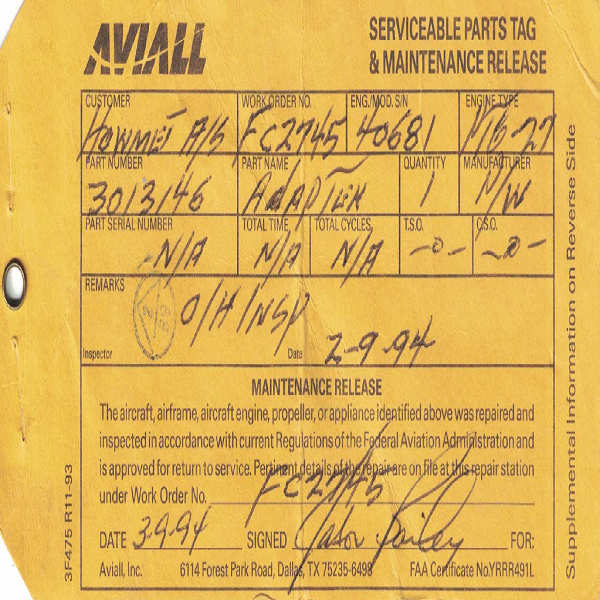 AVIALL
SERVICEABLE PARTS TAG
& MAINTENANCE RELEASE
CUSTOMER WORK ORDER NO. ENG./MOD. S/N ENGINE TYPE
HOWMET A/S FC2745 40681 PT6-27
PART NUMBER PART NAME QUANTITY MANUFACTURER
3013146 ADAPTER 1 P/W
PART SERIAL NUMBER TOTAL TIME TOTAL CYCLES T.S.O. C.S.O.
N/A N/A N/A -0- -0-
REMARKS
O/H INSP
Inspector Date 2-9-94
MAINTENANCE RELEASE
The aircraft, airframe, aircraft engine, propeller, or appliance identified above was repaired and
inspected in accordance with current Regulations of the Federal Aviation Administration and
is approved for return to service. Pertinent details of the repair are on file at this repair station
under Work Order No. FC2745
DATE 3-9-94 SIGNED FOR:
Aviall, Inc. 6114 Forest Park Road, Dallas, TX 75235-6498 FAA Certificate No.YRRR491L
3F475 R11-93
Supplemental Information on Reverse Side